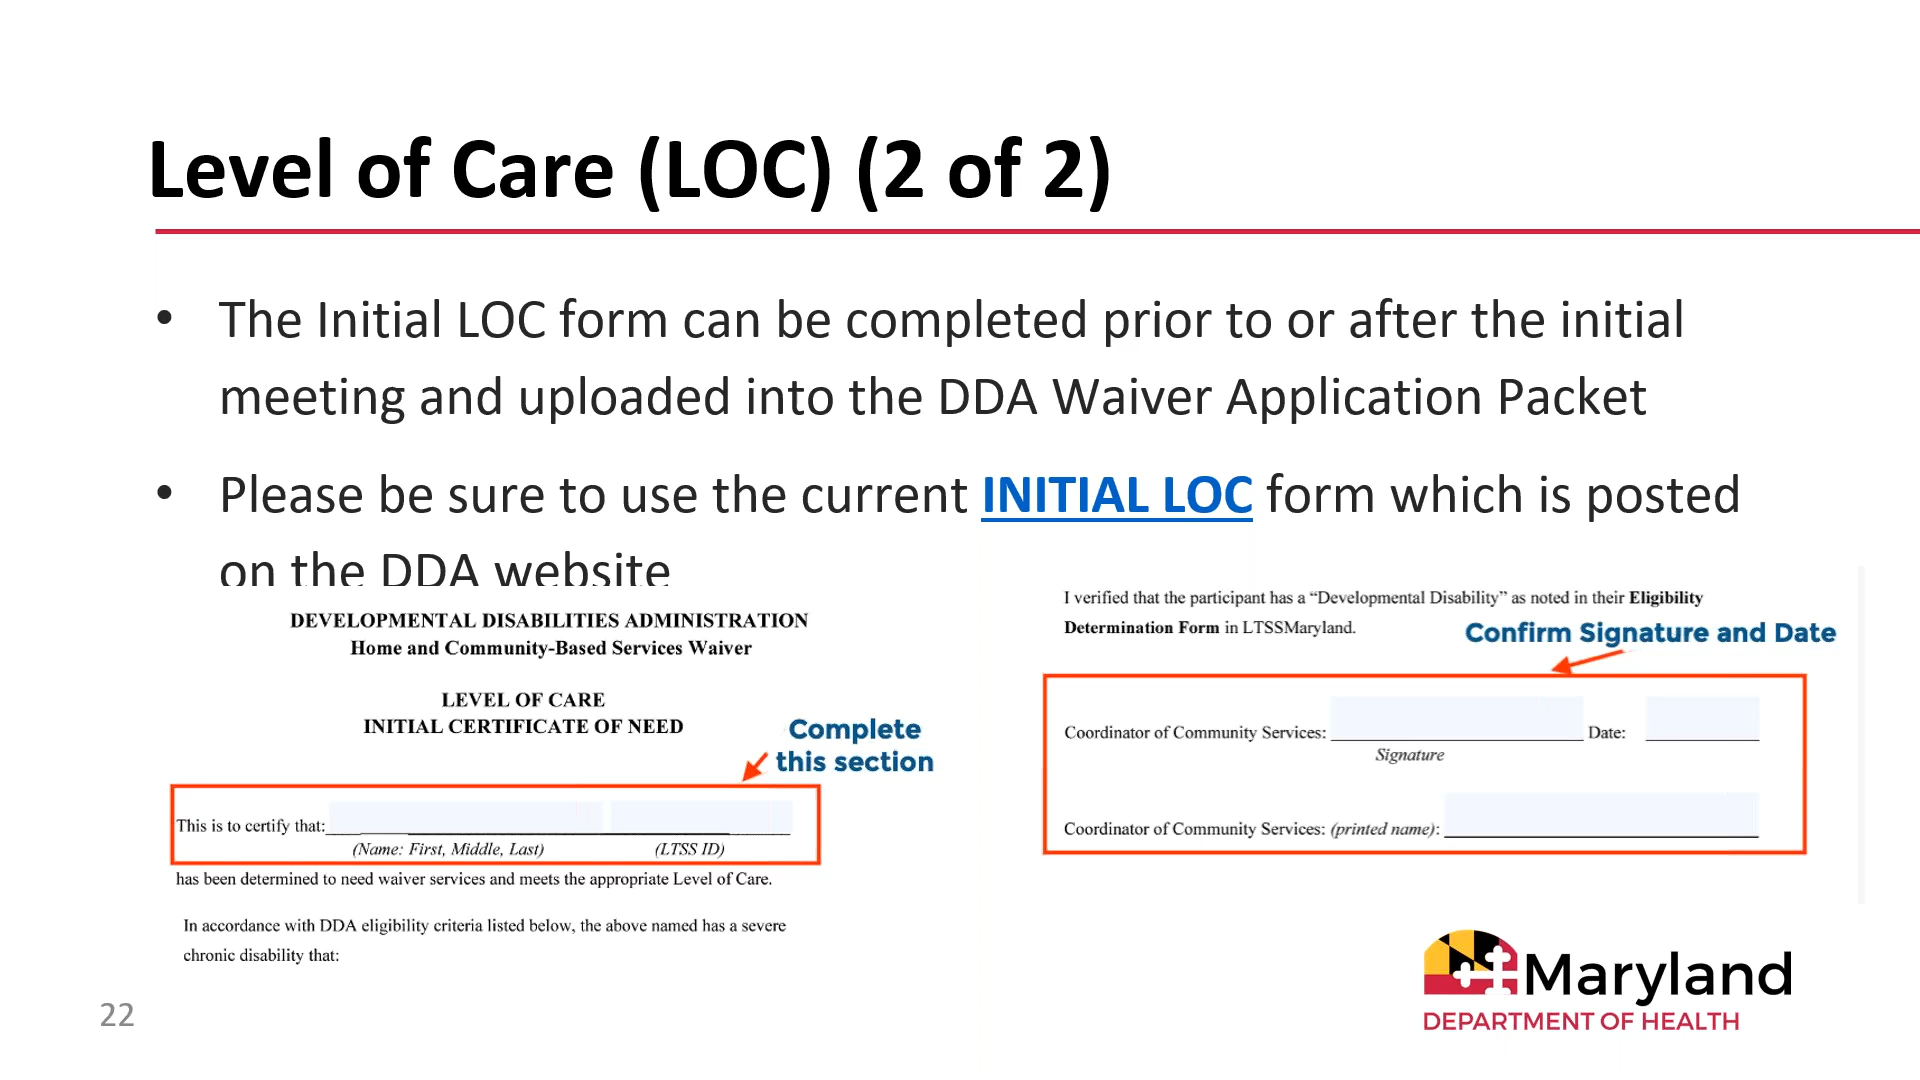 Level of Care (LOC) (2 of 2)
• The Initial LOC form can be completed prior to or after the initial
meeting and uploaded into the DDA Waiver Application Packet
• Please be sure to use the current INITIAL LOC form which is posted
on the DDA website
DEVELOPMENTAL DISABILITIES ADMINISTRATION
Home and Community-Based Services Waiver
LEVEL OF CARE
INITIAL CERTIFICATE OF NEED
Complete
this section
This is to certify that:
(Name: First, Middle, Last) (LTSS ID)
has been determined to need waiver services and meets the appropriate Level of Care.
In accordance with DDA eligibility criteria listed below, the above named has a severe
chronic disability that:
I verified that the participant has a “Developmental Disability” as noted in their Eligibility
Determination Form in LTSSMaryland.
Confirm Signature and Date
Coordinator of Community Services: Date:
Signature
Coordinator of Community Services: (printed name):
22
Maryland
DEPARTMENT OF HEALTH